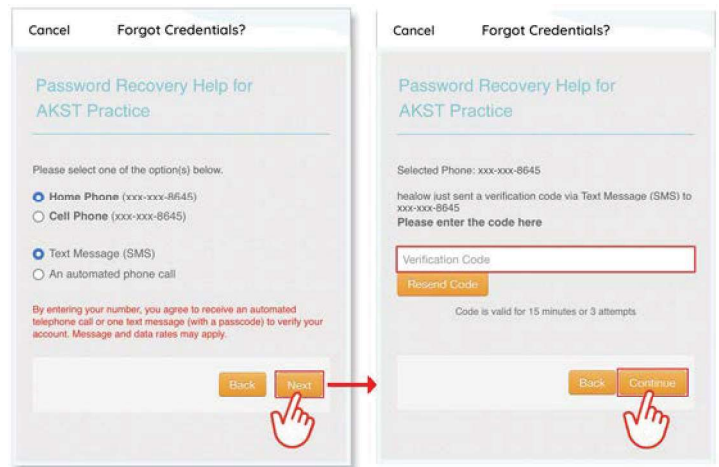 Cancel Forgot Credentials?
Password Recovery Help for
AKST Practice
Please select one of the option(s) below.
Home Phone (xxx-xxx-8645)
Cell Phone (xxx-xxx-8645)
Text Message (SMS)
An automated phone call
By entering your number, you agree to receive an automated
telephone call or one text message (with a passcode) to verify your
account. Message and data rates may apply.
Back Next
Cancel Forgot Credentials?
Password Recovery Help for
AKST Practice
Selected Phone: xxx-xxx-8645
healow just sent a verification code via Text Message (SMS) to
xxx-xxx-8645
Please enter the code here
Verification Code
Resend Code
Code is valid for 15 minutes or 3 attempts
Back Continue